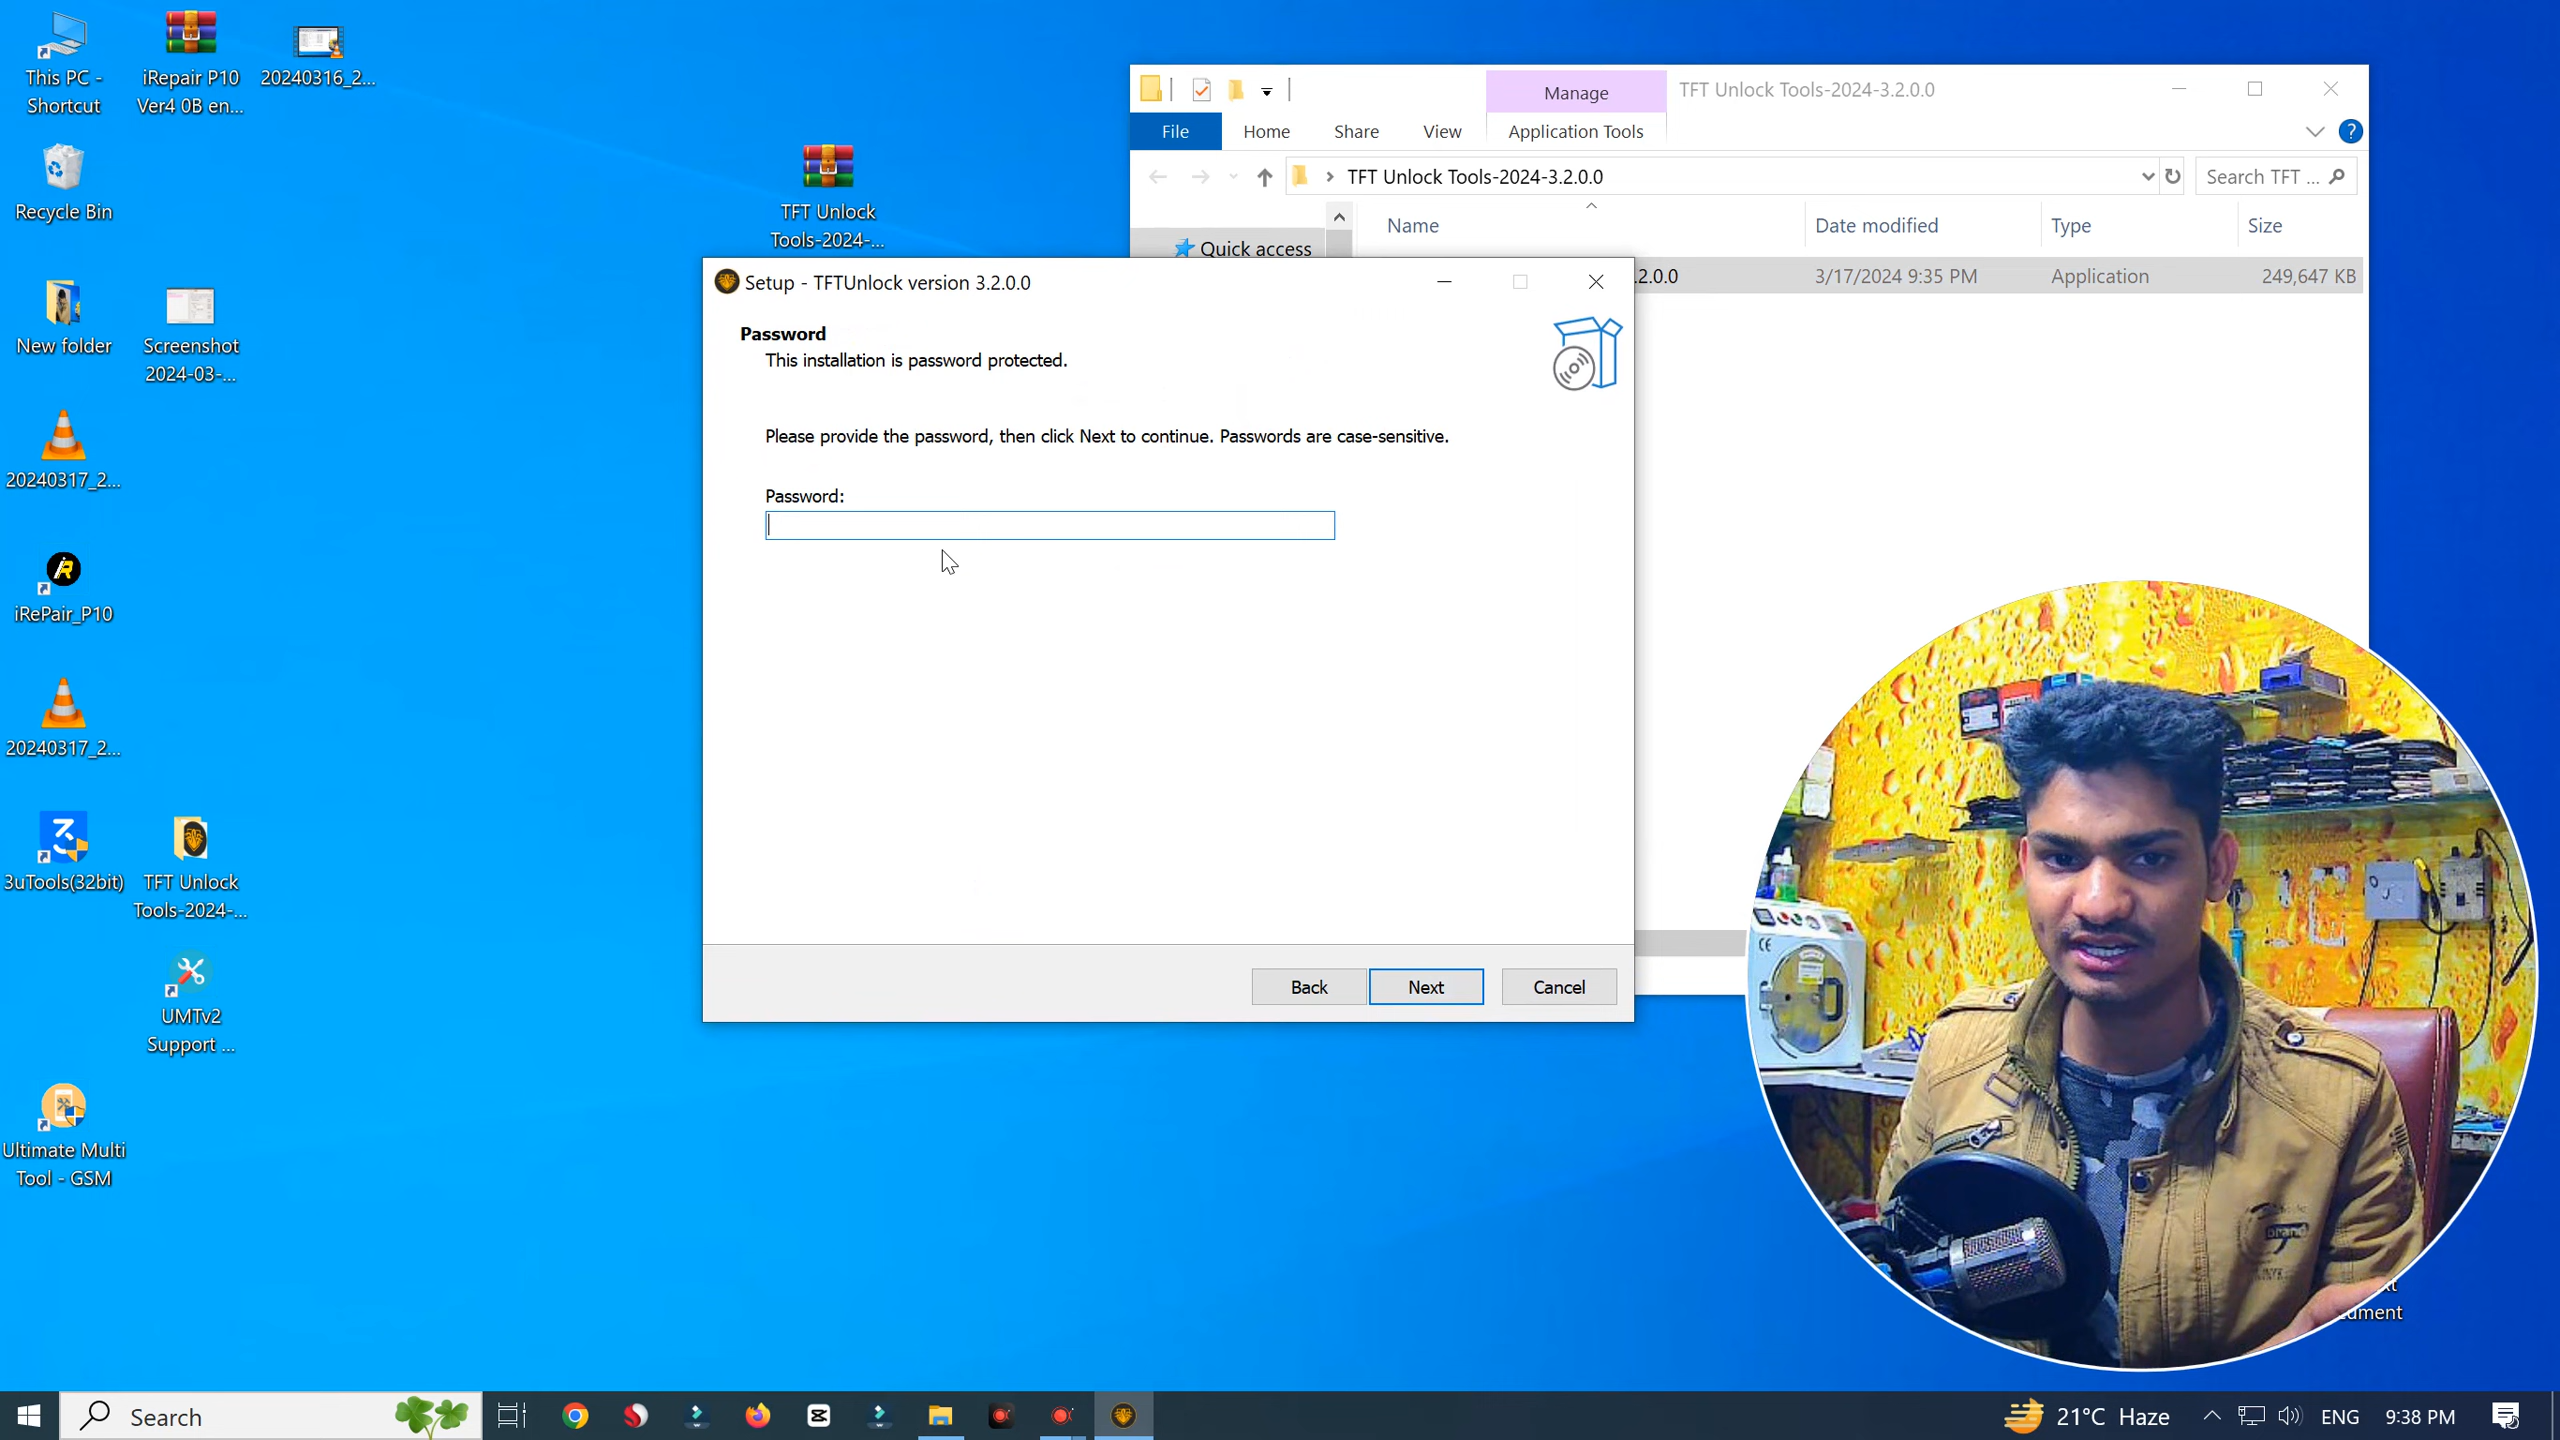 This PC -
Shortcut
iRepair P10
Ver4 0B en...
20240316_2...
Recycle Bin
TFT Unlock
Tools-2024-...
New folder
Screenshot
2024-03-...
20240317_2...
iRePair_P10
20240317_2...
3uTools(32bit)
TFT Unlock
Tools-2024-...
UMTv2
Support ...
Ultimate Multi
Tool - GSM
Manage
TFT Unlock Tools-2024-3.2.0.0
File
Home
Share
View
Application Tools
TFT Unlock Tools-2024-3.2.0.0
Search TFT ...
Quick access
Name
Date modified
Type
Size
.2.0.0
3/17/2024 9:35 PM
Application
249,647 KB
Setup - TFTUnlock version 3.2.0.0
Password
This installation is password protected.
Please provide the password, then click Next to continue. Passwords are case-sensitive.
Password:
Back
Next
Cancel
Search
21°C Haze
ENG
9:38 PM